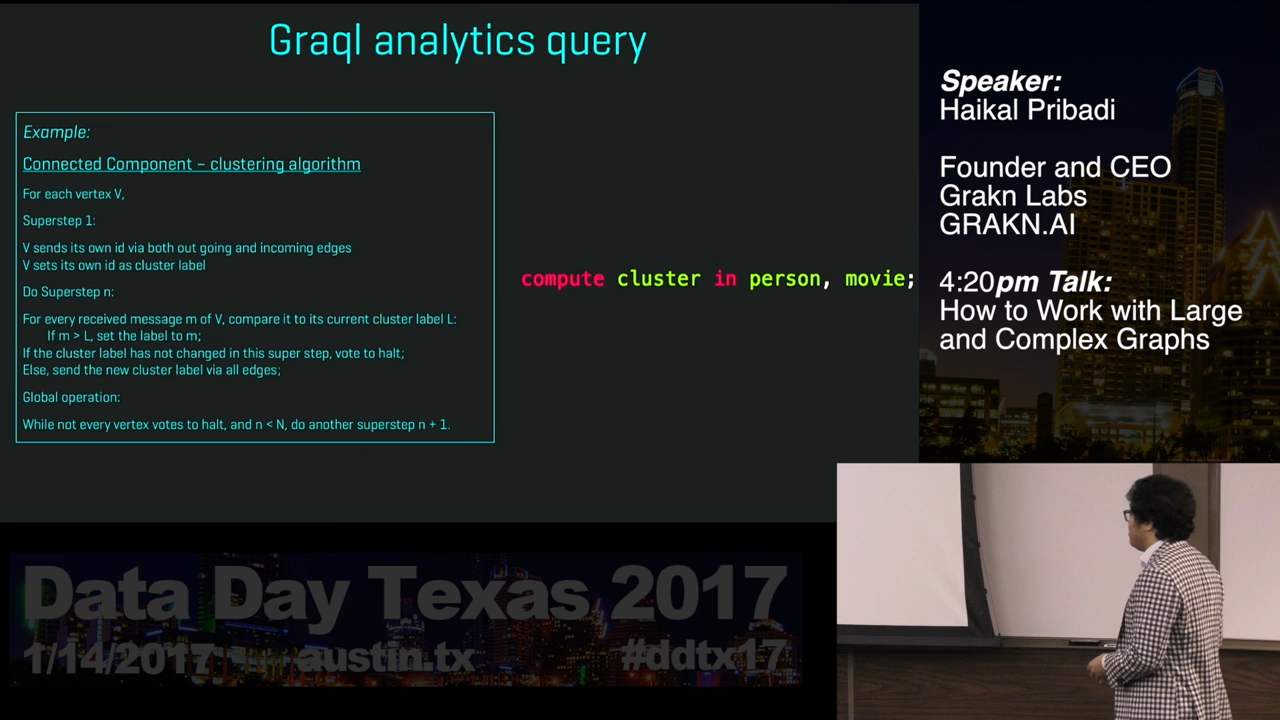 Graql analytics query
Example:
Connected Component – clustering algorithm
For each vertex V,
Superstep 1:
V sends its own id via both out going and incoming edges
V sets its own id as cluster label
Do Superstep n:
For every received message m of V, compare it to its current cluster label L:
If m > L, set the label to m;
If the cluster label has not changed in this super step, vote to halt;
Else, send the new cluster label via all edges;
Global operation:
While not every vertex votes to halt, and n < N, do another superstep n + 1.
compute cluster in person, movie;
Speaker:
Haikal Pribadi
Founder and CEO
Grakn Labs
GRAKN.AI
4:20pm Talk:
How to Work with Large
and Complex Graphs
Data Day Texas 2017
1/14/2017 austin.tx #ddtx17